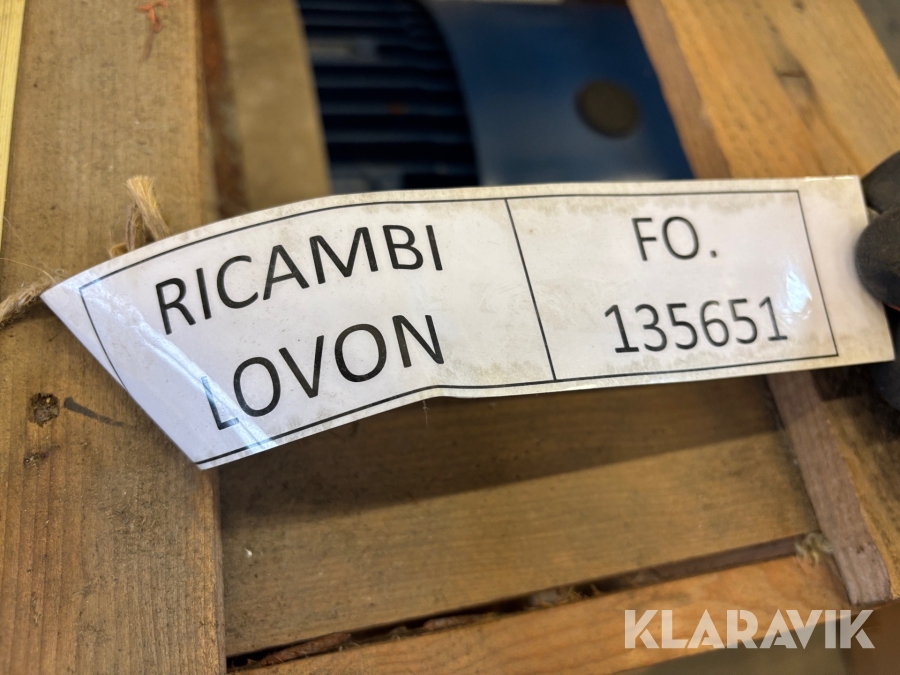 RICAMBI
LOVON
FO.
135651
KLARAVIK